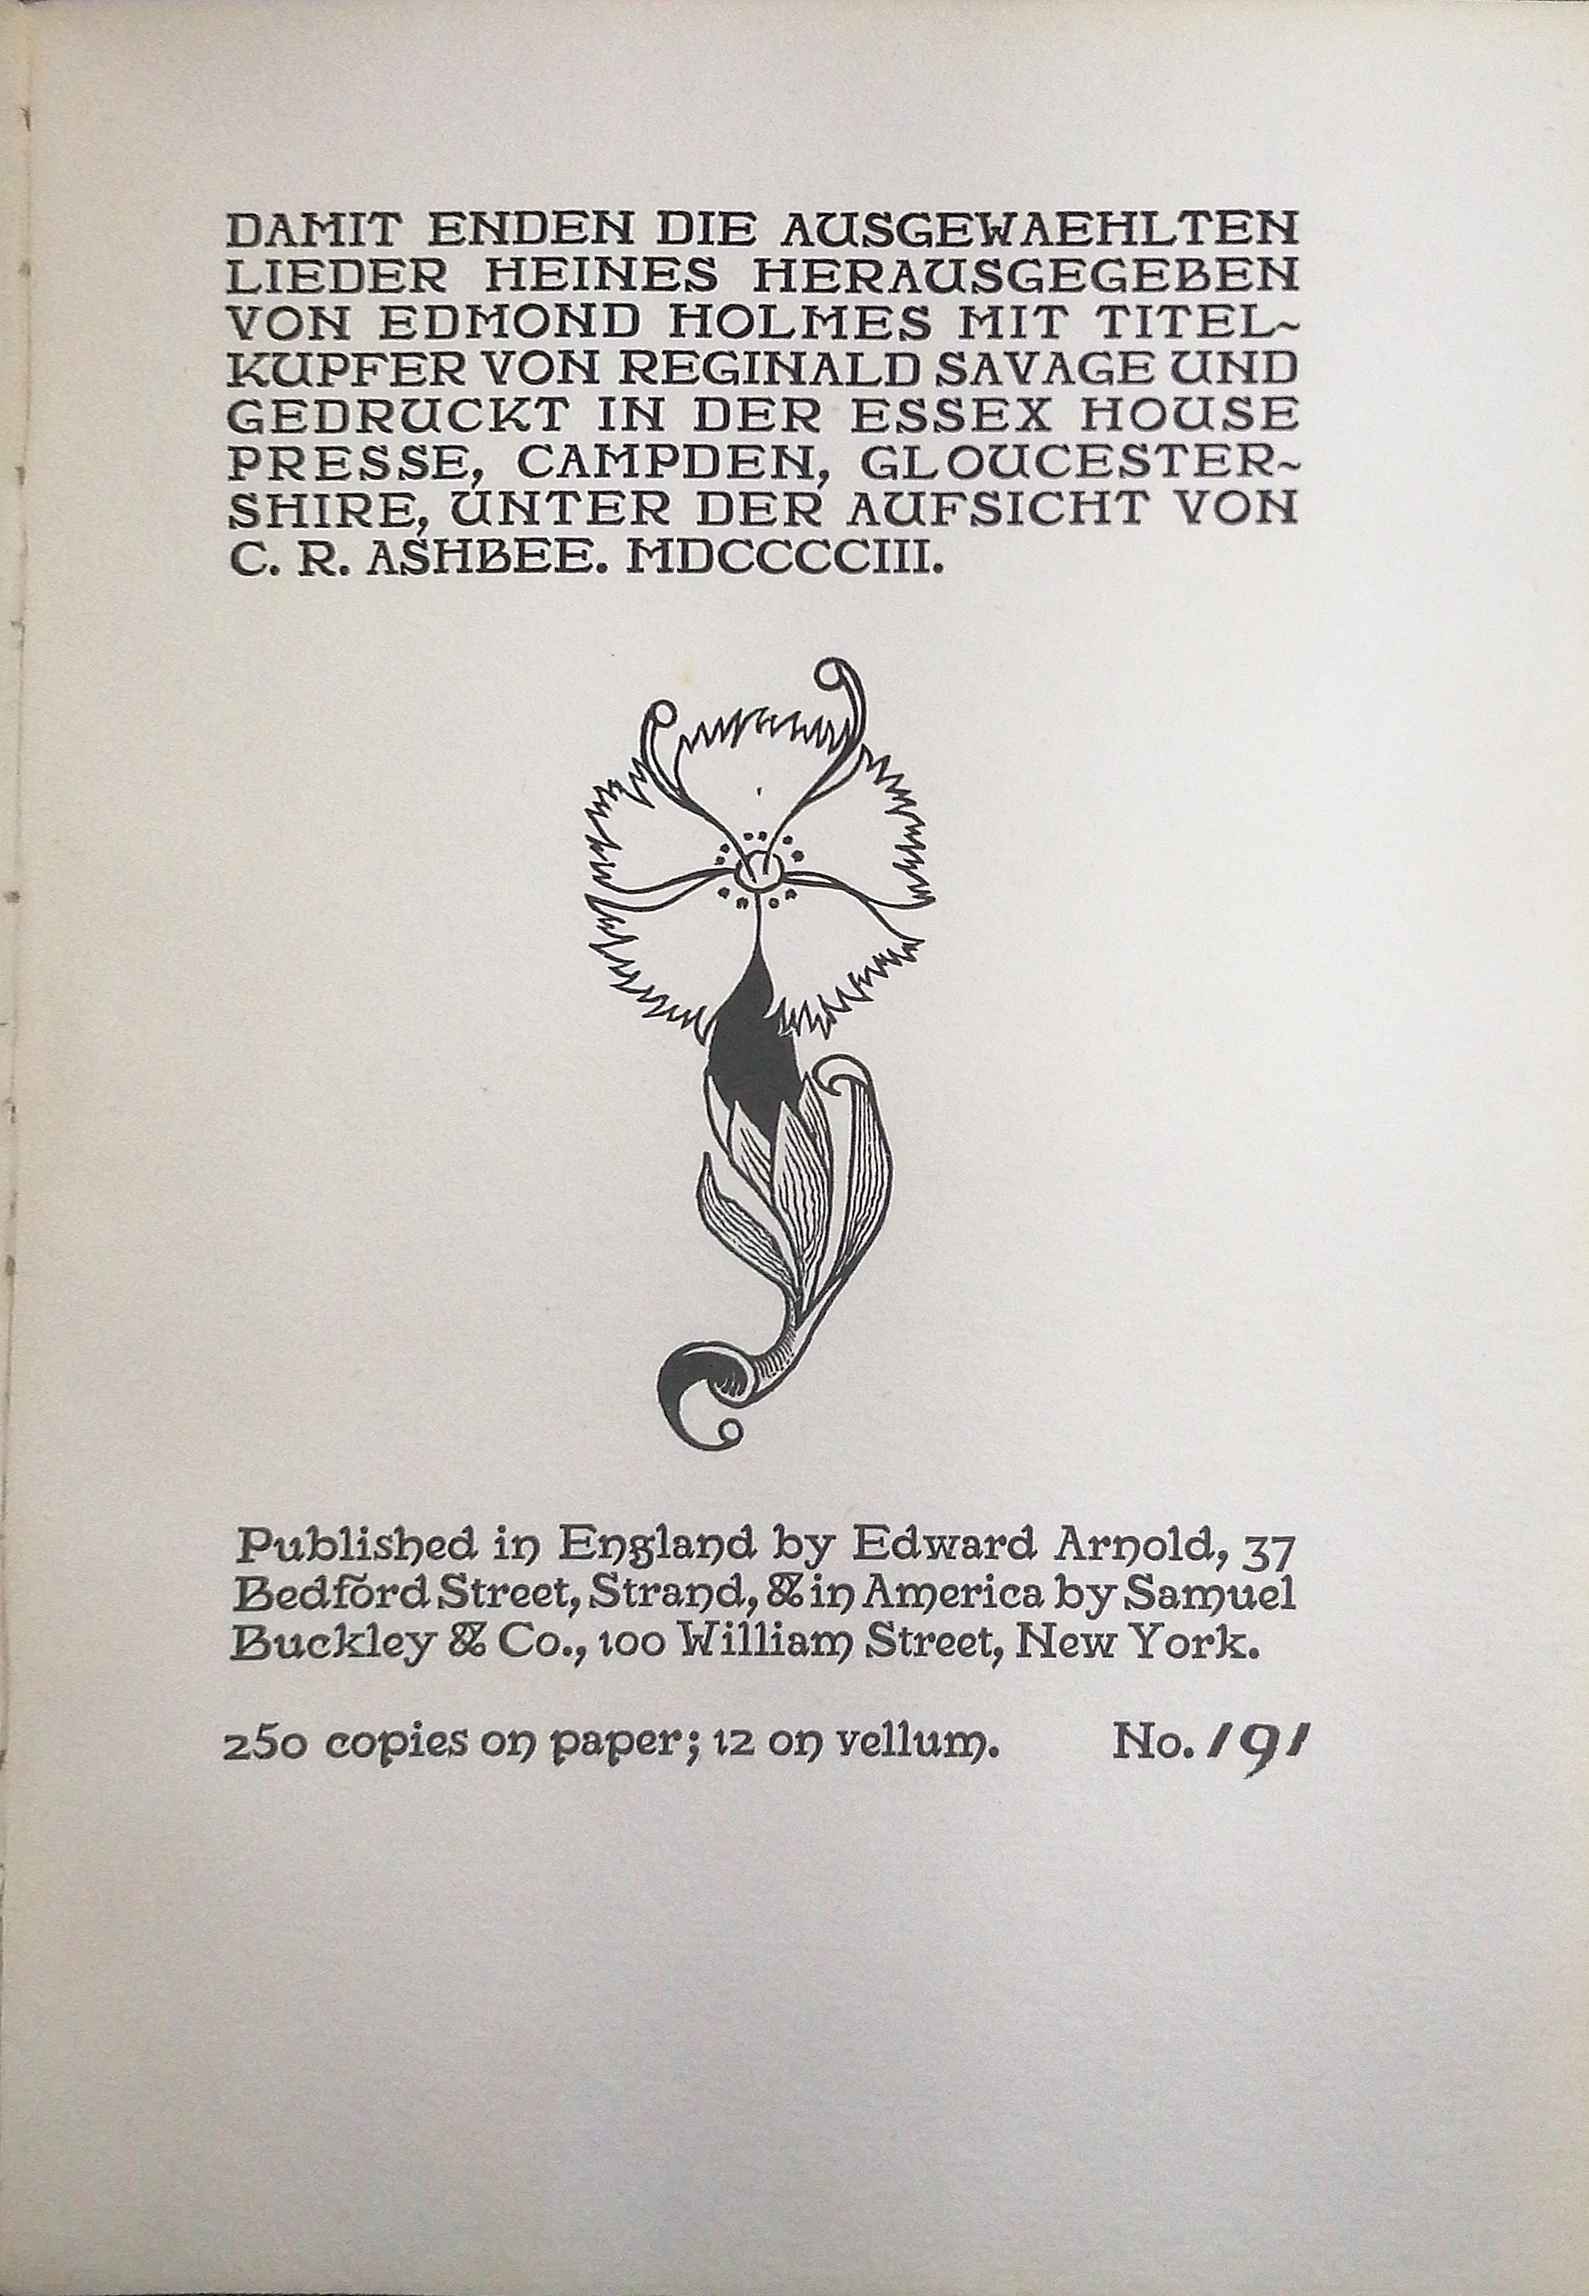 DAMIT ENDEN DIE AUSGEWAEHLTEN
LIEDER HEINES HERAUSGEGEBEN
VON EDMOND HOLMES MIT TITEL~
KUPFER VON REGINALD SAVAGE UND
GEDRUCKT IN DER ESSEX HOUSE
PRESSE, CAMPDEN, GLOUCESTER~
SHIRE, UNTER DER AUFSICHT VON
C. R. ASHBEE. MDCCCCIII.
Published in England by Edward Arnold, 37
Bedford Street, Strand, & in America by Samuel
Buckley & Co., 100 William Street, New York.
250 copies on paper; 12 on vellum. No. 191